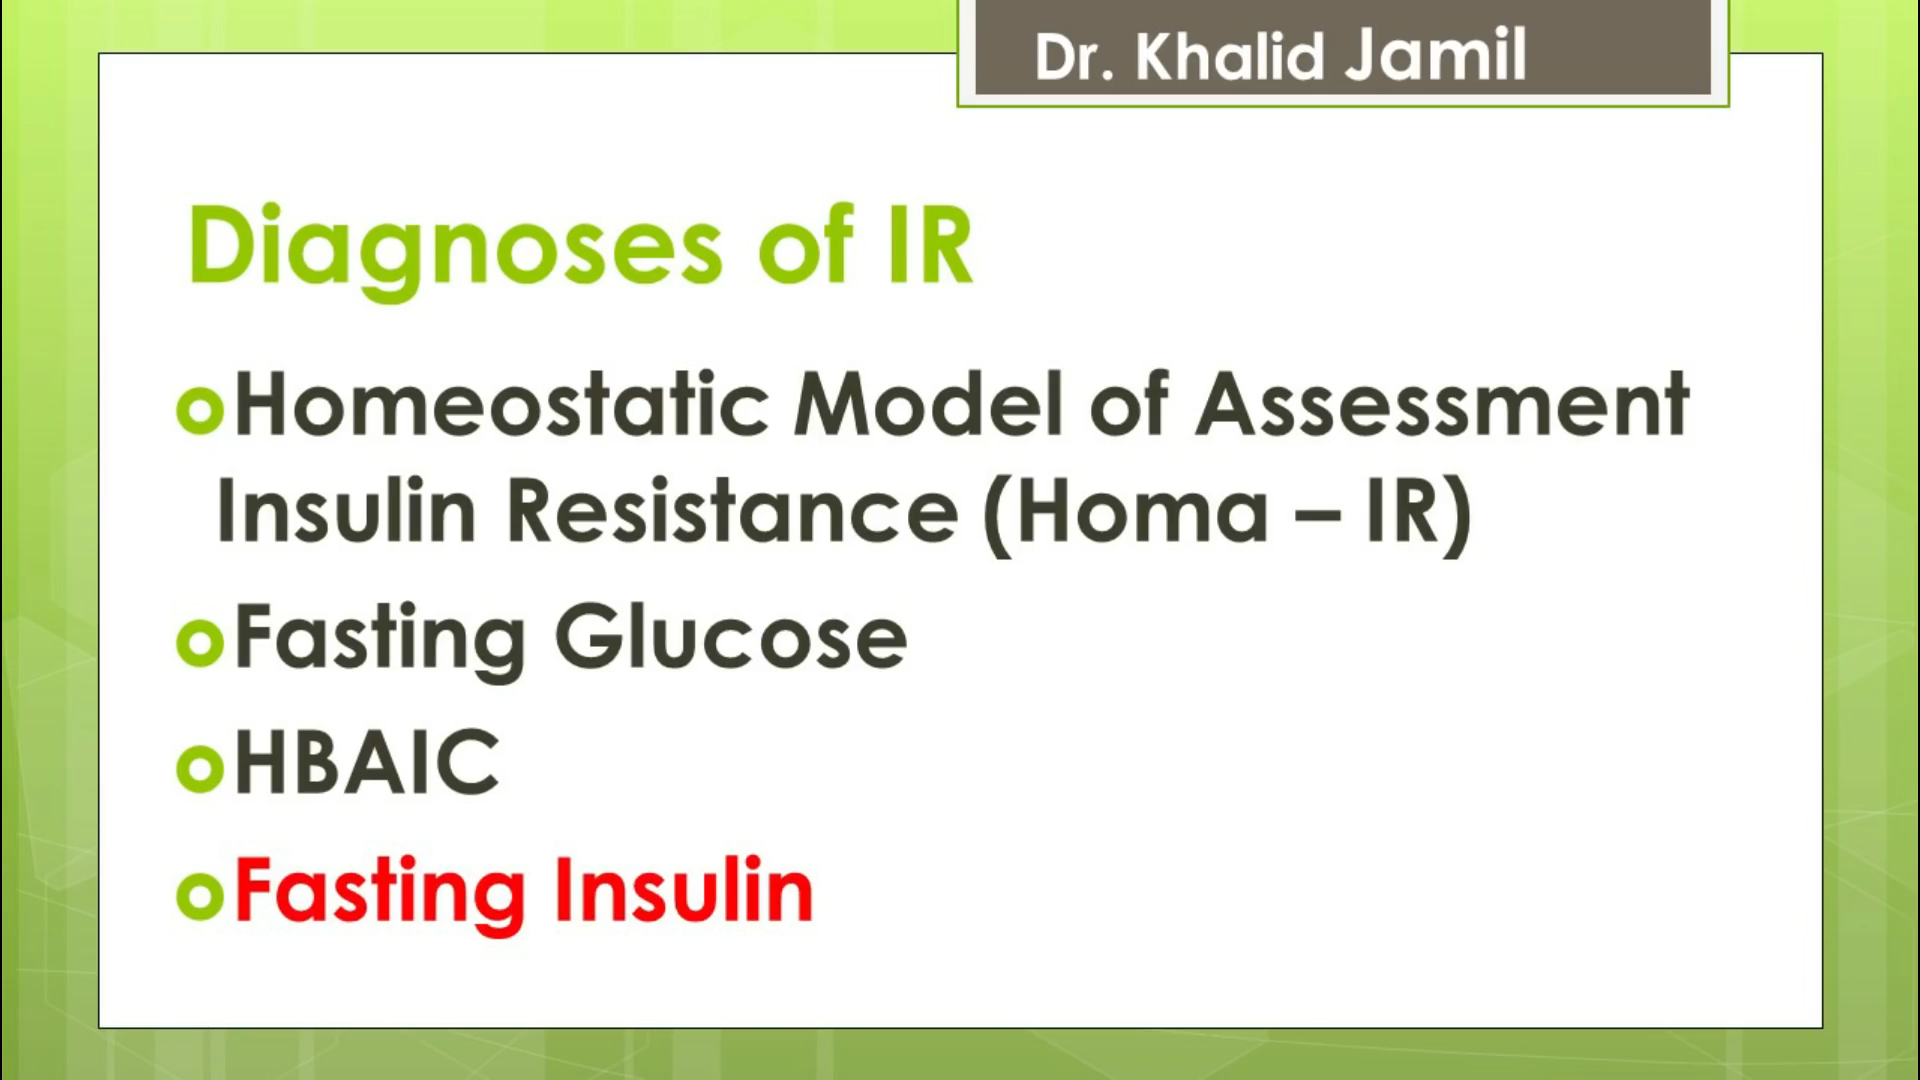 Dr. Khalid Jamil
Diagnoses of IR
Homeostatic Model of Assessment
Insulin Resistance (Homa – IR)
Fasting Glucose
HBAIC
Fasting Insulin